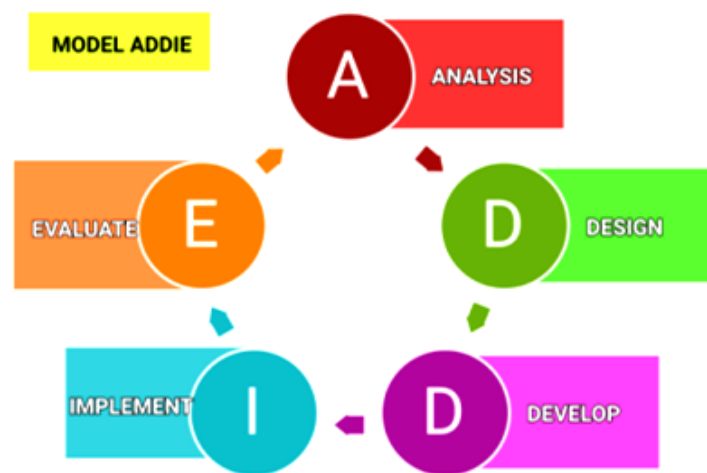 MODEL ADDIE
A
ANALYSIS
D
DESIGN
D
DEVELOP
I
IMPLEMENT
E
EVALUATE